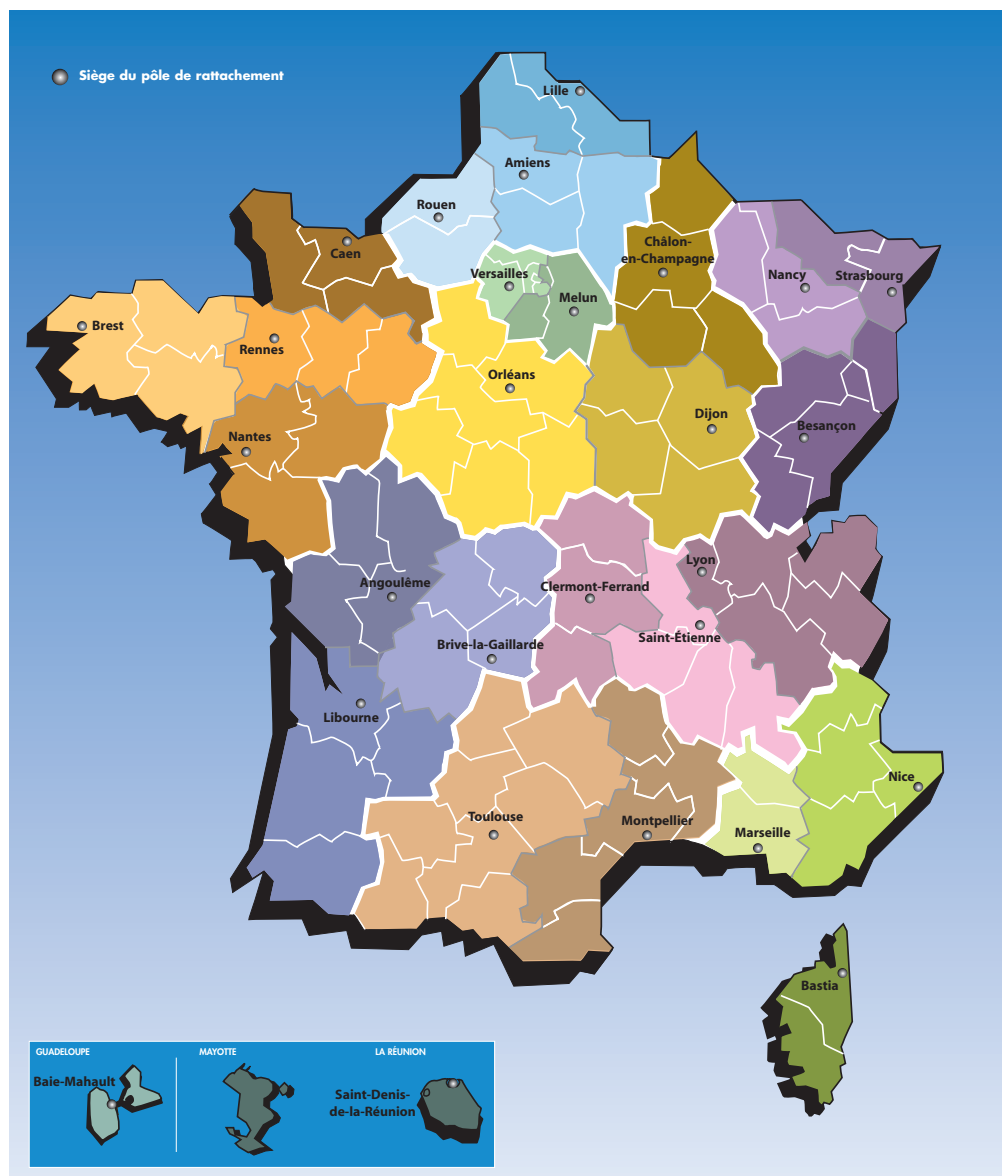 Siège du pôle de rattachement
Lille
Amiens
Rouen
Caen
Châlon-
en-Champagne
Versailles
Nancy
Strasbourg
Melun
Brest
Rennes
Orléans
Dijon
Besançon
Nantes
Lyon
Angoulême
Clermont-Ferrand
Saint-Étienne
Brive-la-Gaillarde
Libourne
Nice
Toulouse
Montpellier
Marseille
Bastia
GUADELOUPE
Baie-Mahault
MAYOTTE
LA RÉUNION
Saint-Denis-
de-la-Réunion